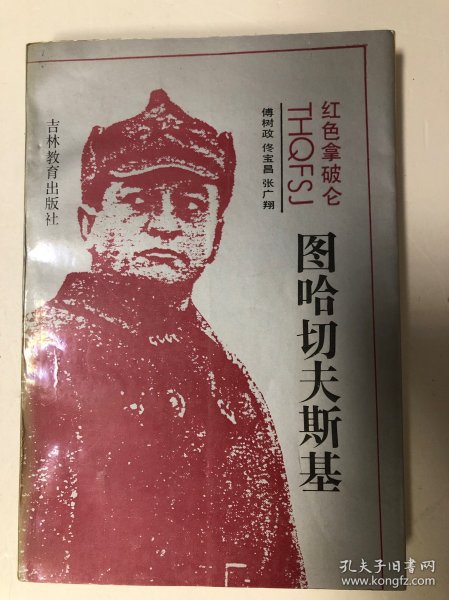 红色拿破仑
THQFSJ
傅树政 佟宝昌 张广翔
图哈切夫斯基
吉林教育出版社
孔夫子旧书网
www.kongfz.com